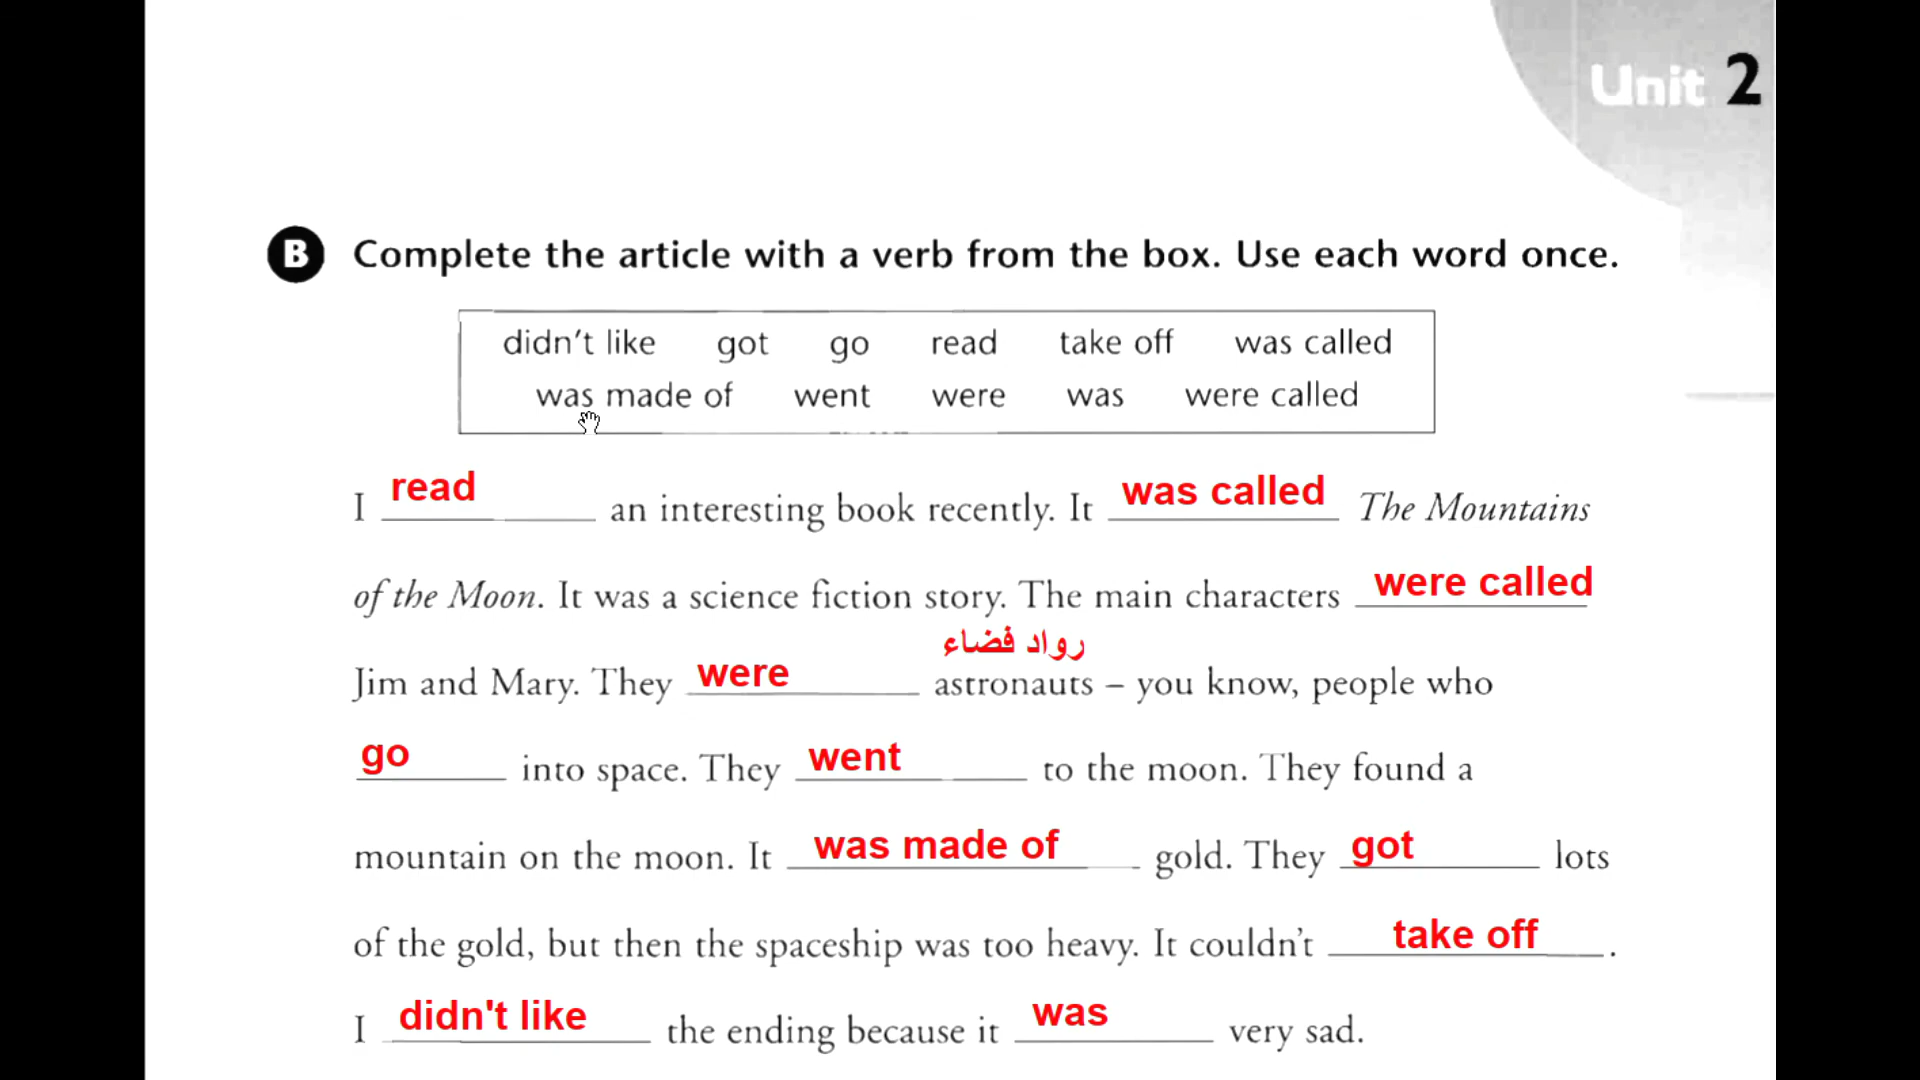 Unit 2
B Complete the article with a verb from the box. Use each word once.
didn't like got go read take off was called
was made of went were was were called
I read an interesting book recently. It was called The Mountains
of the Moon. It was a science fiction story. The main characters were called
رواد فضاء
Jim and Mary. They were astronauts – you know, people who
go into space. They went to the moon. They found a
mountain on the moon. It was made of gold. They got lots
of the gold, but then the spaceship was too heavy. It couldn't take off.
I didn't like the ending because it was very sad.